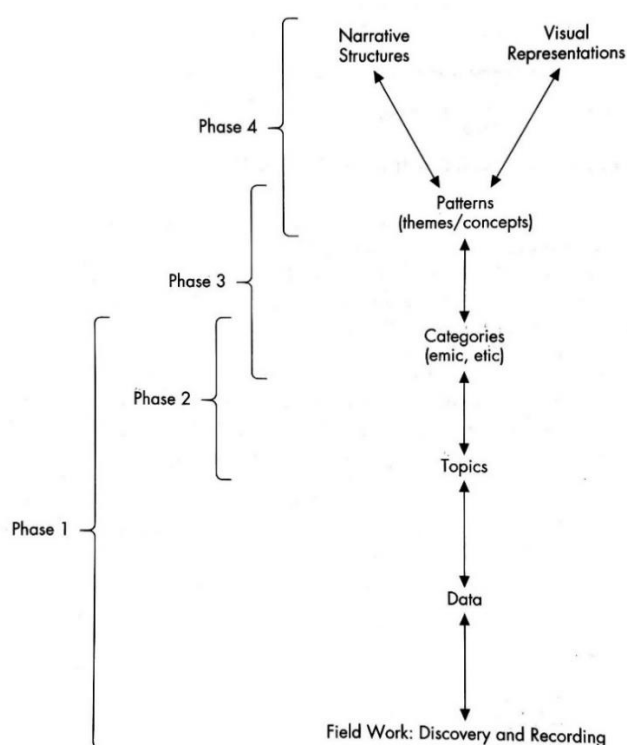 Narrative
Structures
Visual
Representations
Phase 4
Patterns
(themes/concepts)
Phase 3
Categories
(emic, etic)
Phase 2
Topics
Phase 1
Data
Field Work: Discovery and Recording